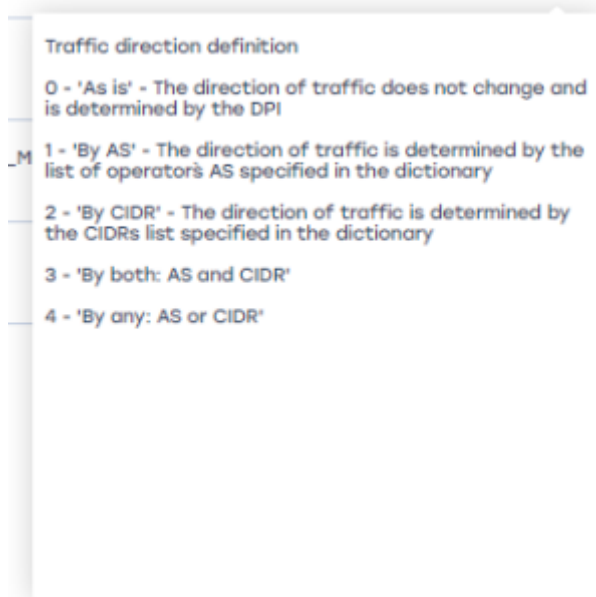 Traffic direction definition
0 - 'As is' - The direction of traffic does not change and
is determined by the DPI
1 - 'By AS' - The direction of traffic is determined by the
_M
list of operators̀ AS specified in the dictionary
2 - 'By CIDR' - The direction of traffic is determined by
the CIDRs list specified in the dictionary
3 - 'By both: AS and CIDR'
4 - 'By any: AS or CIDR'